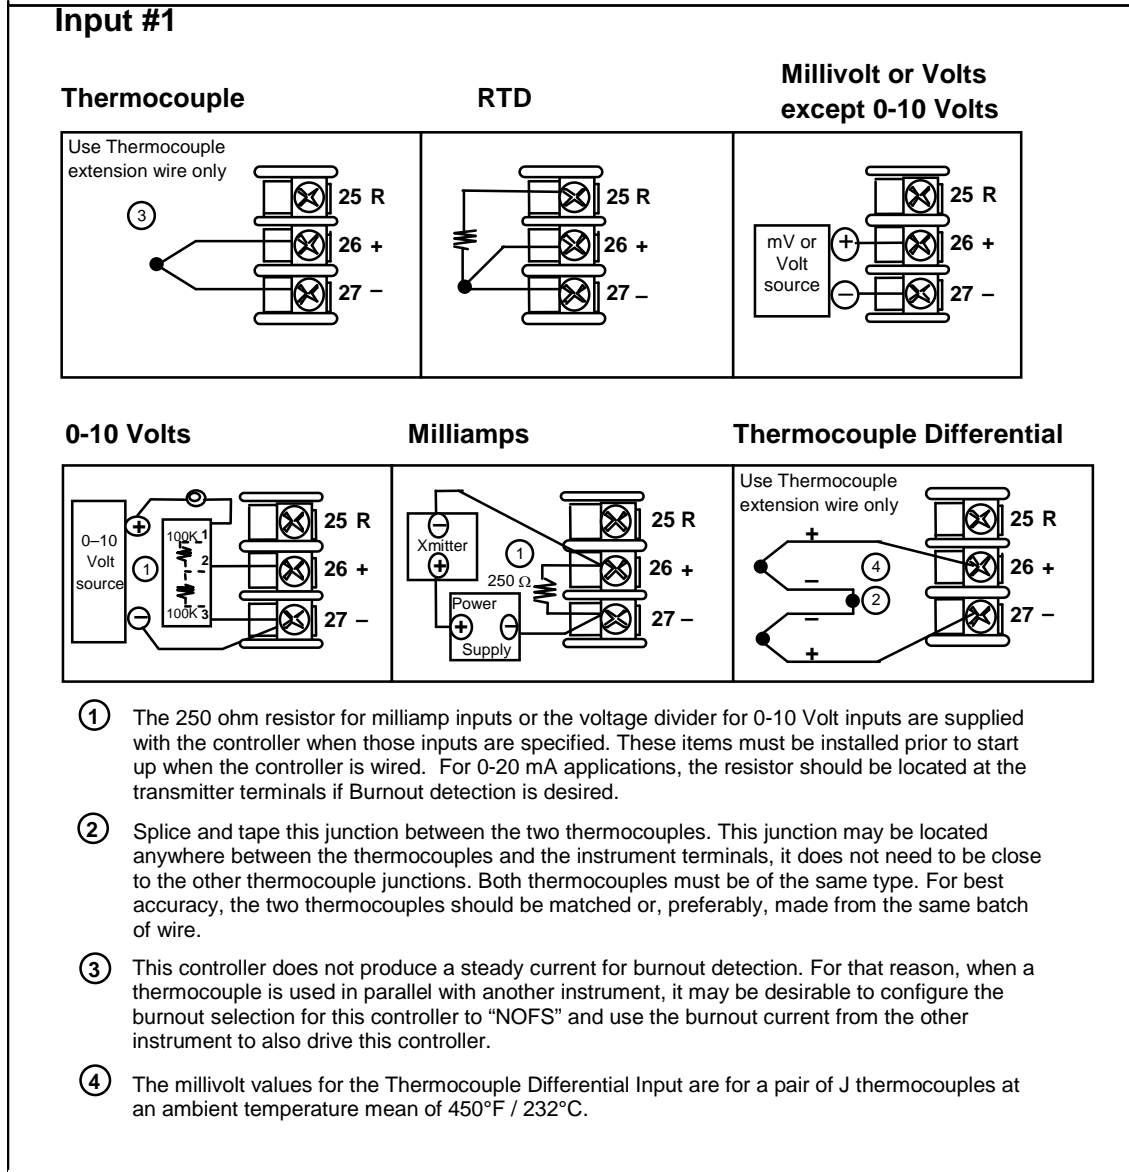 Input #1
Thermocouple
RTD
Millivolt or Volts
except 0-10 Volts
Use Thermocouple
extension wire only
3
25 R
26 +
27 –
25 R
26 +
27 –
mV or
Volt
source
+
–
25 R
26 +
27 –
0-10 Volts
Milliamps
Thermocouple Differential
0–10
Volt
source
+
–
1
100K
1
2
100K
3
25 R
26 +
27 –
–
Xmitter
+
1
250 Ω
Power
+ –
Supply
25 R
26 +
27 –
Use Thermocouple
extension wire only
+
–
4
2
–
+
25 R
26 +
27 –
1 The 250 ohm resistor for milliamp inputs or the voltage divider for 0-10 Volt inputs are supplied
with the controller when those inputs are specified. These items must be installed prior to start
up when the controller is wired.  For 0-20 mA applications, the resistor should be located at the
transmitter terminals if Burnout detection is desired.
2 Splice and tape this junction between the two thermocouples. This junction may be located
anywhere between the thermocouples and the instrument terminals, it does not need to be close
to the other thermocouple junctions. Both thermocouples must be of the same type. For best
accuracy, the two thermocouples should be matched or, preferably, made from the same batch
of wire.
3 This controller does not produce a steady current for burnout detection. For that reason, when a
thermocouple is used in parallel with another instrument, it may be desirable to configure the
burnout selection for this controller to “NOFS” and use the burnout current from the other
instrument to also drive this controller.
4 The millivolt values for the Thermocouple Differential Input are for a pair of J thermocouples at
an ambient temperature mean of 450°F / 232°C.